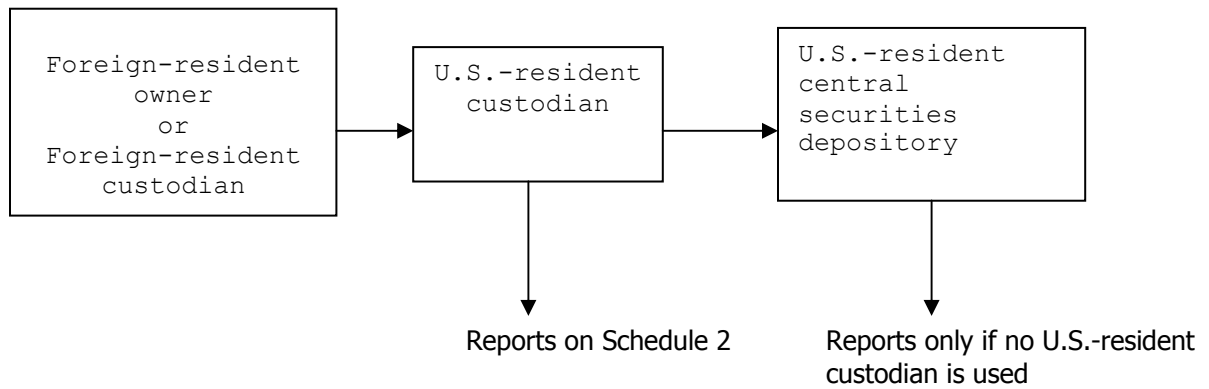 Foreign-resident
owner
or
Foreign-resident
custodian
U.S.-resident
custodian
U.S.-resident
central
securities
depository
Reports on Schedule 2
Reports only if no U.S.-resident
custodian is used